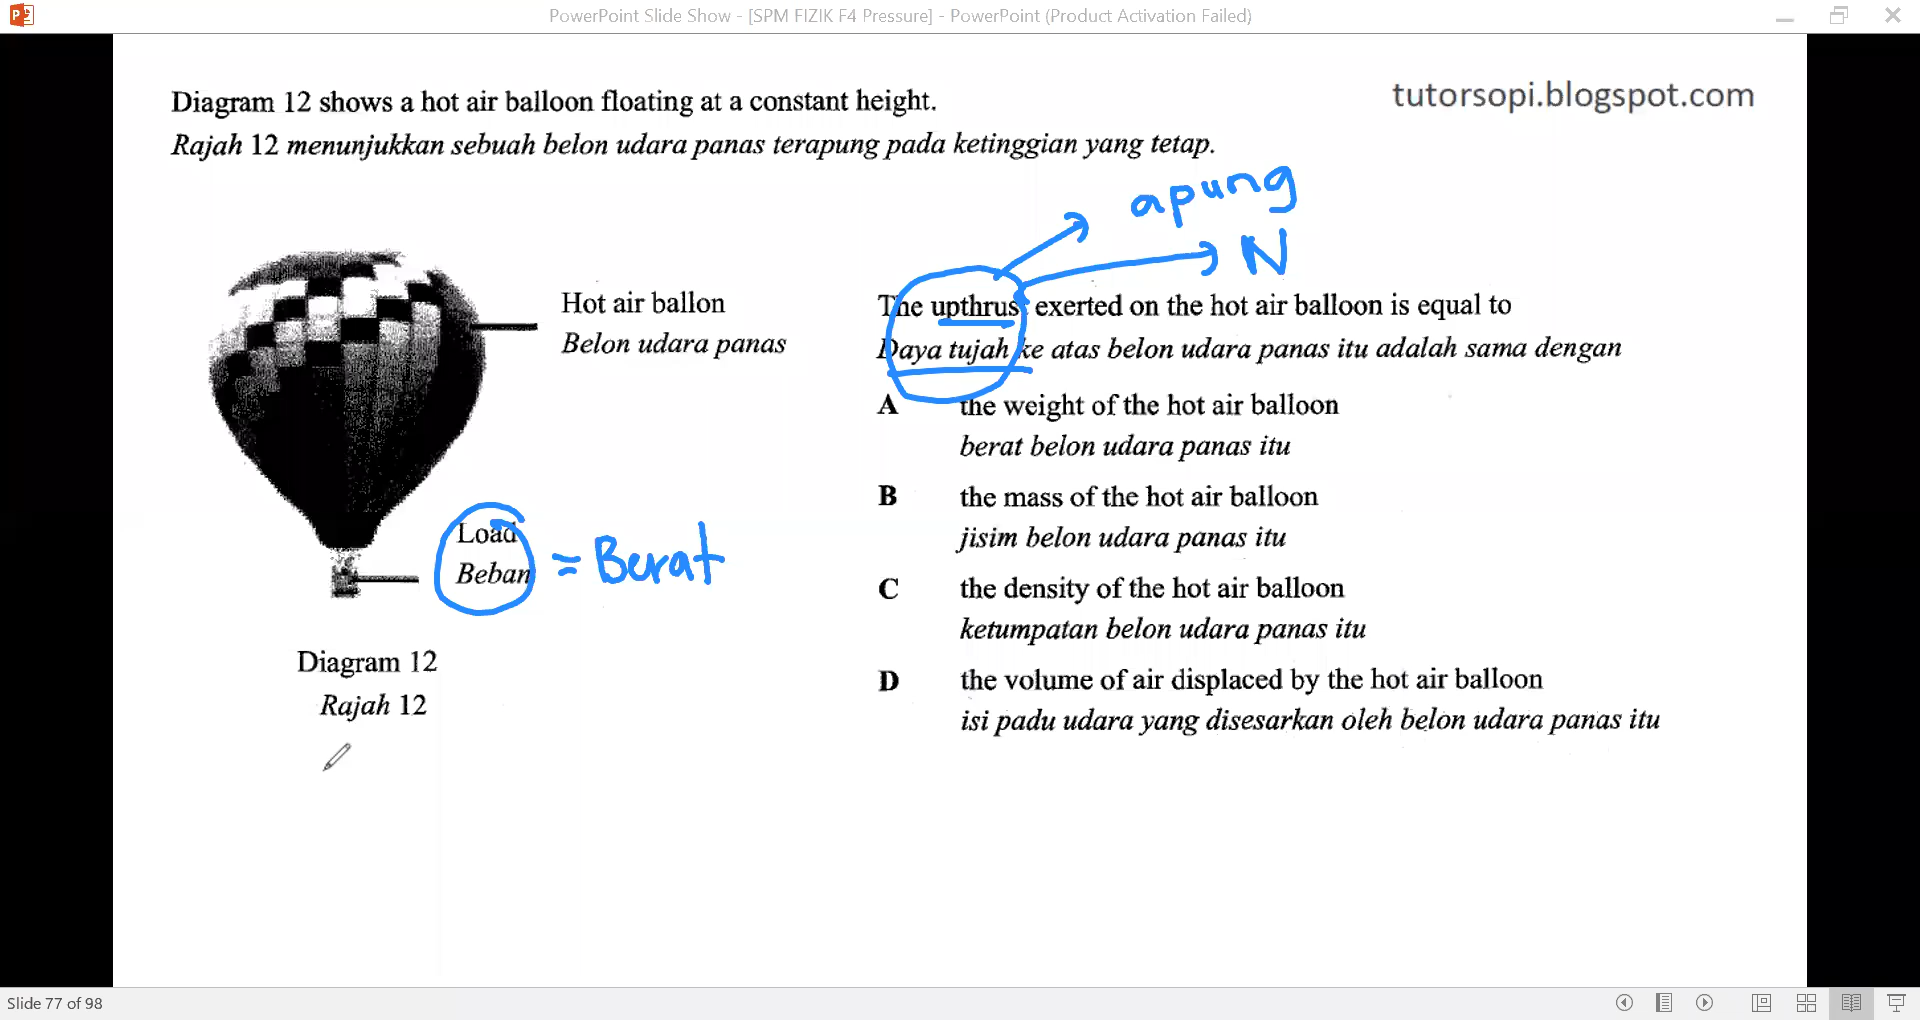 PowerPoint Slide Show - [SPM FIZIK F4 Pressure] - PowerPoint (Product Activation Failed)
tutorsopi.blogspot.com
Diagram 12 shows a hot air balloon floating at a constant height.
Rajah 12 menunjukkan sebuah belon udara panas terapung pada ketinggian yang tetap.
apung
N
Hot air ballon
Belon udara panas
Load
Beban
= Berat
Diagram 12
Rajah 12
The upthrus exerted on the hot air balloon is equal to
Daya tujah ke atas belon udara panas itu adalah sama dengan
A the weight of the hot air balloon
berat belon udara panas itu
B the mass of the hot air balloon
jisim belon udara panas itu
C the density of the hot air balloon
ketumpatan belon udara panas itu
D the volume of air displaced by the hot air balloon
isi padu udara yang disesarkan oleh belon udara panas itu
Slide 77 of 98